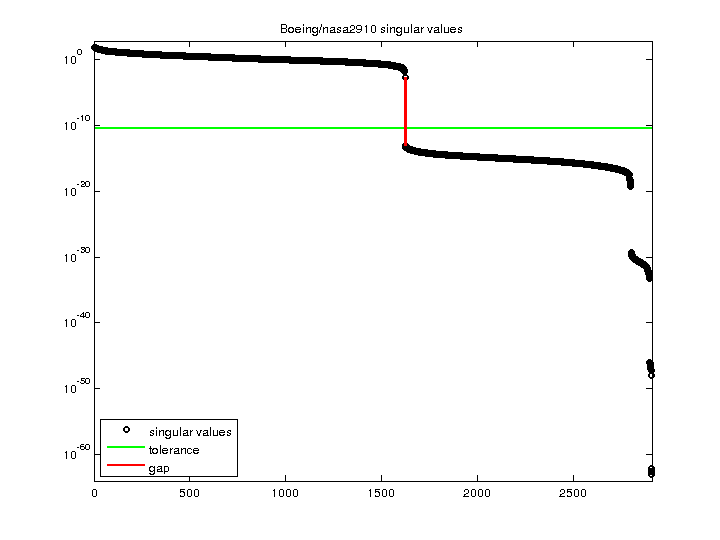 Boeing/nasa2910 singular values
10^0
10^-10
10^-20
10^-30
10^-40
10^-50
10^-60
singular values
tolerance
gap
0 500 1000 1500 2000 2500